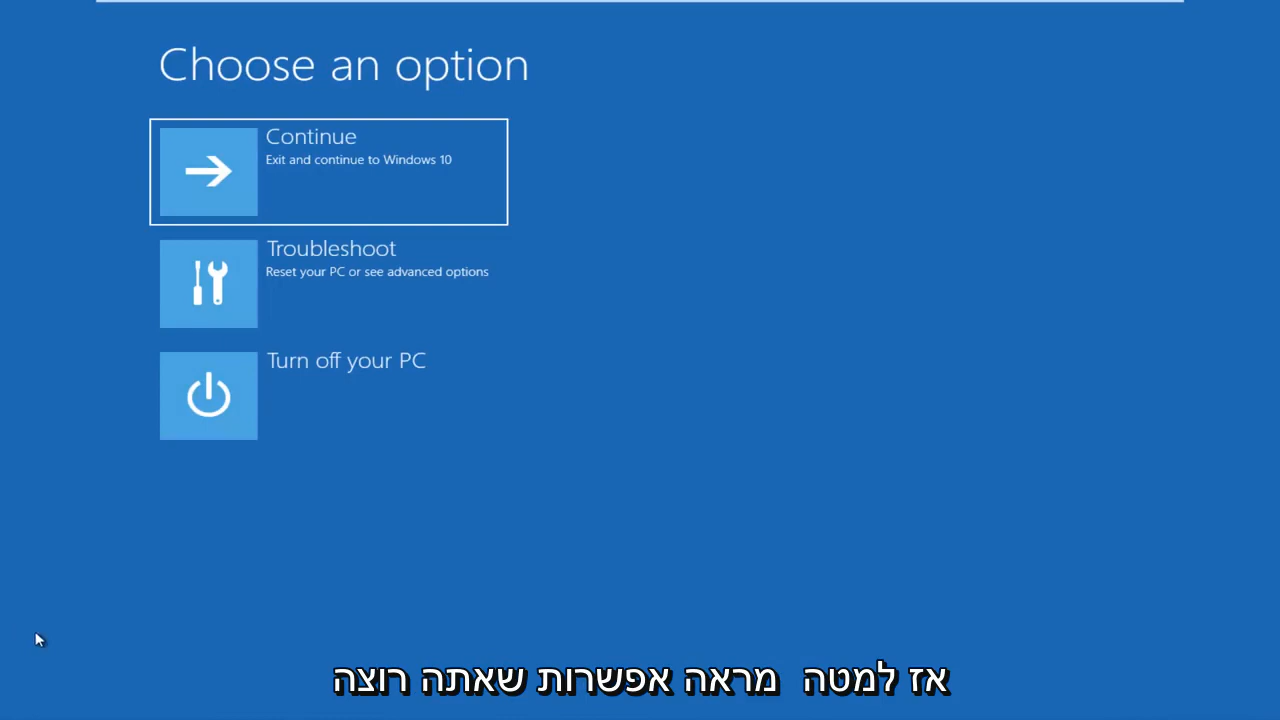 Choose an option
Continue
Exit and continue to Windows 10
Troubleshoot
Reset your PC or see advanced options
Turn off your PC
אז למטה  מראה אפשרות שאתה רוצה